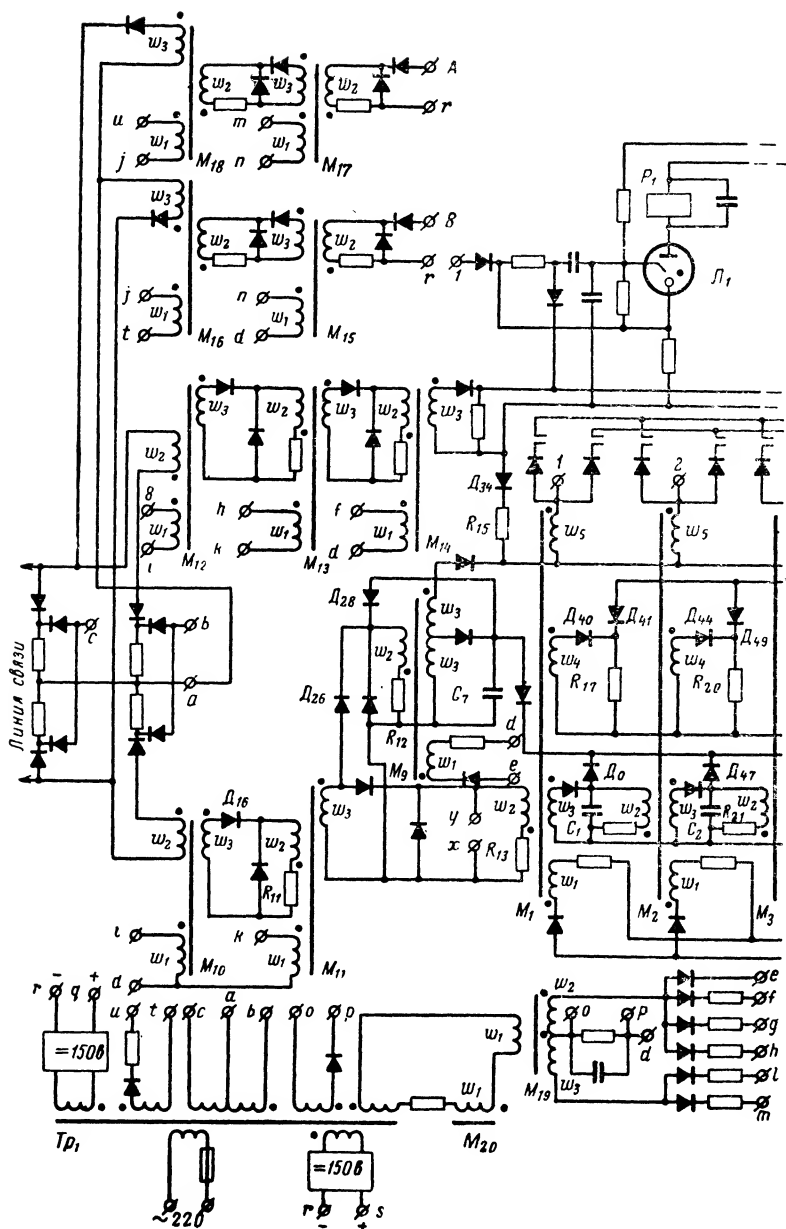 w₃
w₂ w₃ w₂ A
r
u m
w₁ w₁
j n
M₁₈ M₁₇
P₁
w₃
w₂ w₃ w₂ B
r 1
Л₁
j n
w₁ w₁
t d
M₁₆ M₁₅
w₃ w₂ w₃ w₂ w₃
w₂
1 2
Д₃₄
8 h f
w₁ w₁ w₁
ι k d
R₁₅ w₅ w₅
M₁₂ M₁₃ M₁₄
Д₂₈
c b w₃ Д₄₀ Д₄₁ Д₄₄ Д₄₉
w₂ w₃ w₄ w₄
Линия связи
a Д₂₆ C₇ R₁₇ R₂₀
R₁₂ d
w₁
M₉ e Д₀ Д₄₇
Д₁₆ w₃ y w₂ w₃ w₂ w₃ R₂₁ w₂
w₂ w₃ w₂ x C₁ C₂
R₁₃
R₁₁ w₁ w₁
ι k M₁ M₂ M₃
w₁ w₁
d M₁₀ M₁₁
r - q + u t c a b o p w₂ e
f
o p g
=150в w₁ d h
w₁ M₁₉ w₃ l
m
Тр₁ M₂₀
=150в
~220 r - + s